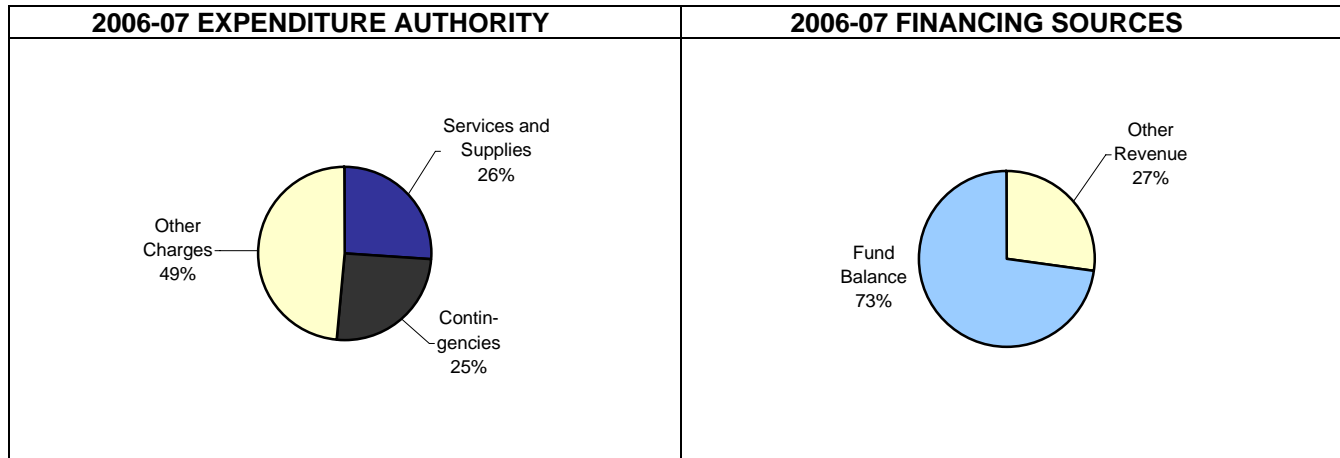 2006-07 EXPENDITURE AUTHORITY
Services and
Supplies
26%
Other
Charges
49%
Contin-
gencies
25%
2006-07 FINANCING SOURCES
Other
Revenue
27%
Fund
Balance
73%